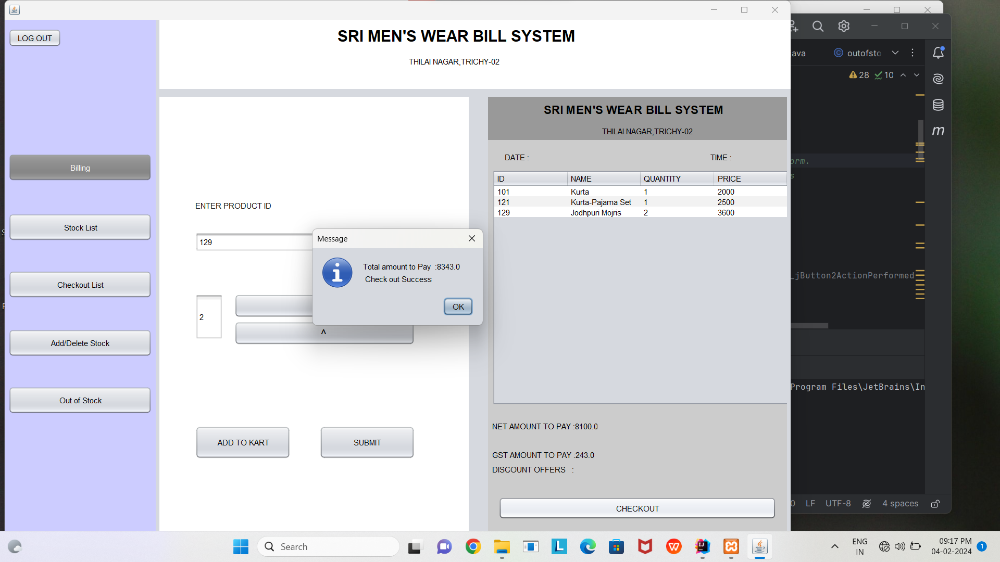 LOG OUT
SRI MEN'S WEAR BILL SYSTEM
THILAI NAGAR,TRICHY-02
Billing
Stock List
Checkout List
Add/Delete Stock
Out of Stock
ENTER PRODUCT ID
129
2
^
ADD TO KART
SUBMIT
Message
Total amount to Pay :8343.0
Check out Success
OK
SRI MEN'S WEAR BILL SYSTEM
THILAI NAGAR,TRICHY-02
DATE : TIME :
ID NAME QUANTITY PRICE
101 Kurta 1 2000
121 Kurta-Pajama Set 1 2500
129 Jodhpuri Mojris 2 3600
NET AMOUNT TO PAY :8100.0
GST AMOUNT TO PAY :243.0
DISCOUNT OFFERS :
CHECKOUT
ava outofsto
28 10
orm.
s
_jButton2ActionPerformed
Program Files\JetBrains\In
LF UTF-8 4 spaces
m
Search
ENG
IN
09:17 PM
04-02-2024
1